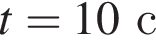 t = 10 с